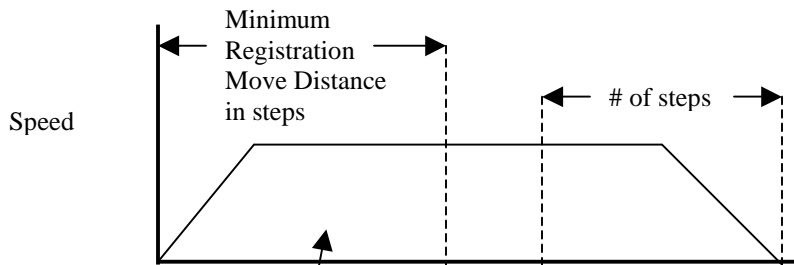 Minimum
Registration
Move Distance
in steps
# of steps
Speed